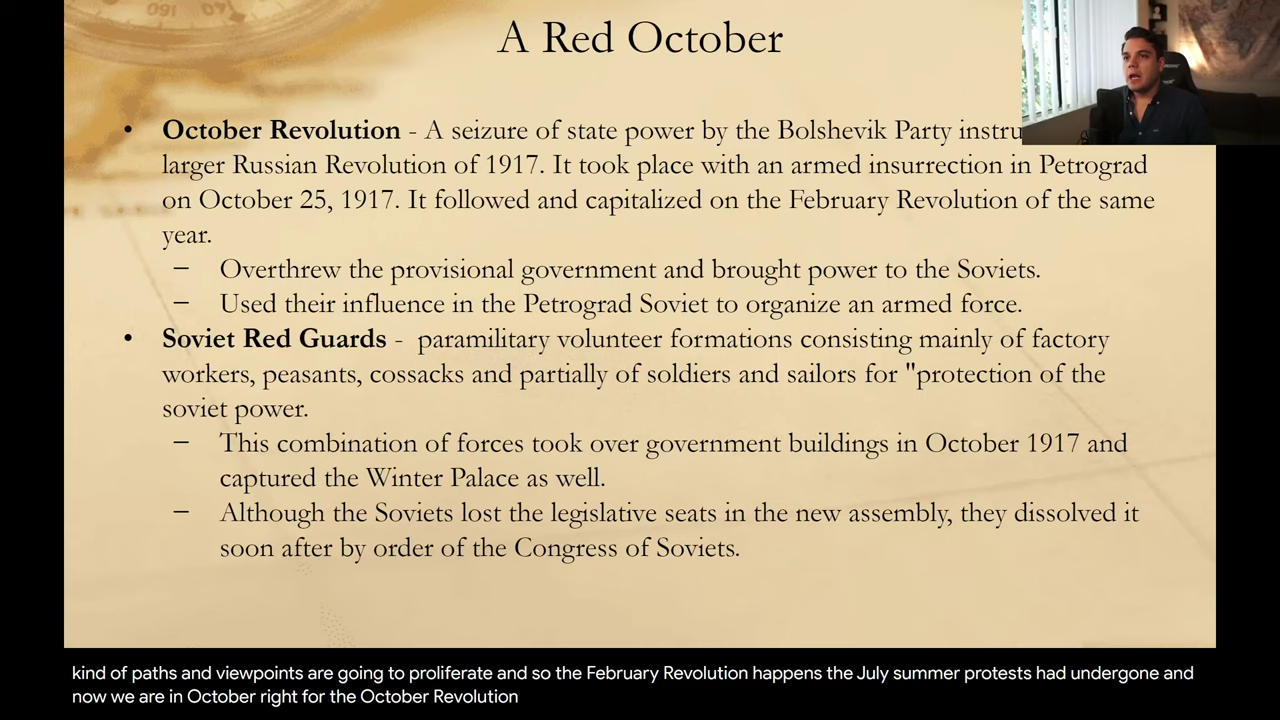 A Red October
• October Revolution - A seizure of state power by the Bolshevik Party
larger Russian Revolution of 1917. It took place with an armed insurrection in Petrograd
on October 25, 1917. It followed and capitalized on the February Revolution of the same
year.
– Overthrew the provisional government and brought power to the Soviets.
– Used their influence in the Petrograd Soviet to organize an armed force.
• Soviet Red Guards - paramilitary volunteer formations consisting mainly of factory
workers, peasants, cossacks and partially of soldiers and sailors for "protection of the
soviet power.
– This combination of forces took over government buildings in October 1917 and
captured the Winter Palace as well.
– Although the Soviets lost the legislative seats in the new assembly, they dissolved it
soon after by order of the Congress of Soviets.
kind of paths and viewpoints are going to proliferate and so the February Revolution happens the July summer protests had undergone and
now we are in October right for the October Revolution